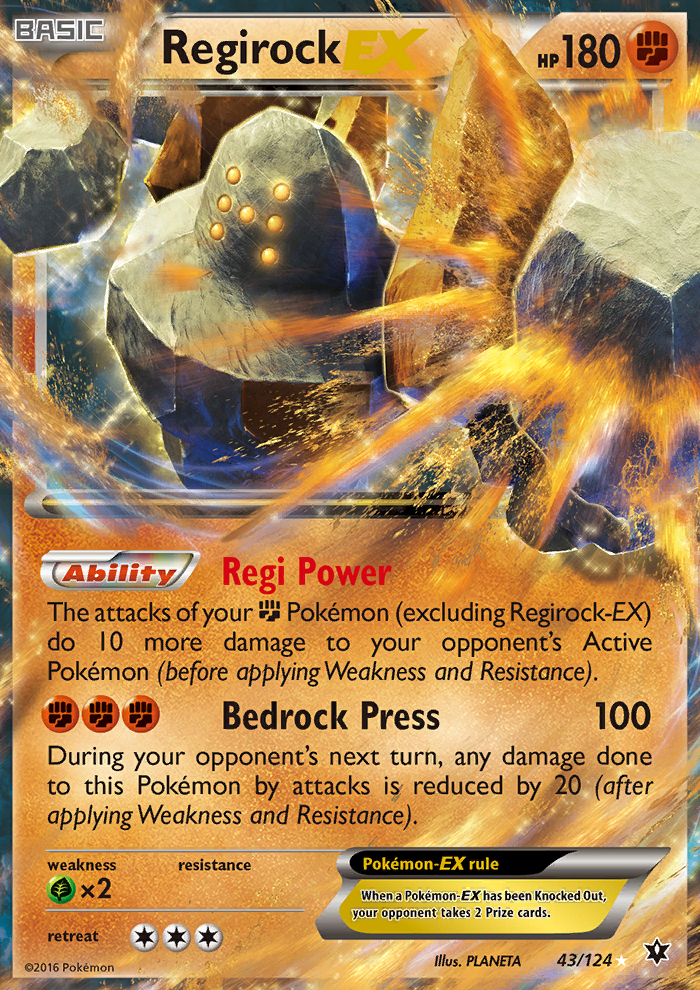 BASIC
Regirock EX
HP 180
Ability Regi Power
The attacks of your Pokémon (excluding Regirock-EX)
do 10 more damage to your opponent's Active
Pokémon (before applying Weakness and Resistance).
Bedrock Press 100
During your opponent's next turn, any damage done
to this Pokémon by attacks is reduced by 20 (after
applying Weakness and Resistance).
weakness resistance
×2
Pokémon-EX rule
When a Pokémon-EX has been Knocked Out,
your opponent takes 2 Prize cards.
retreat
©2016 Pokémon
Illus. PLANETA 43/124